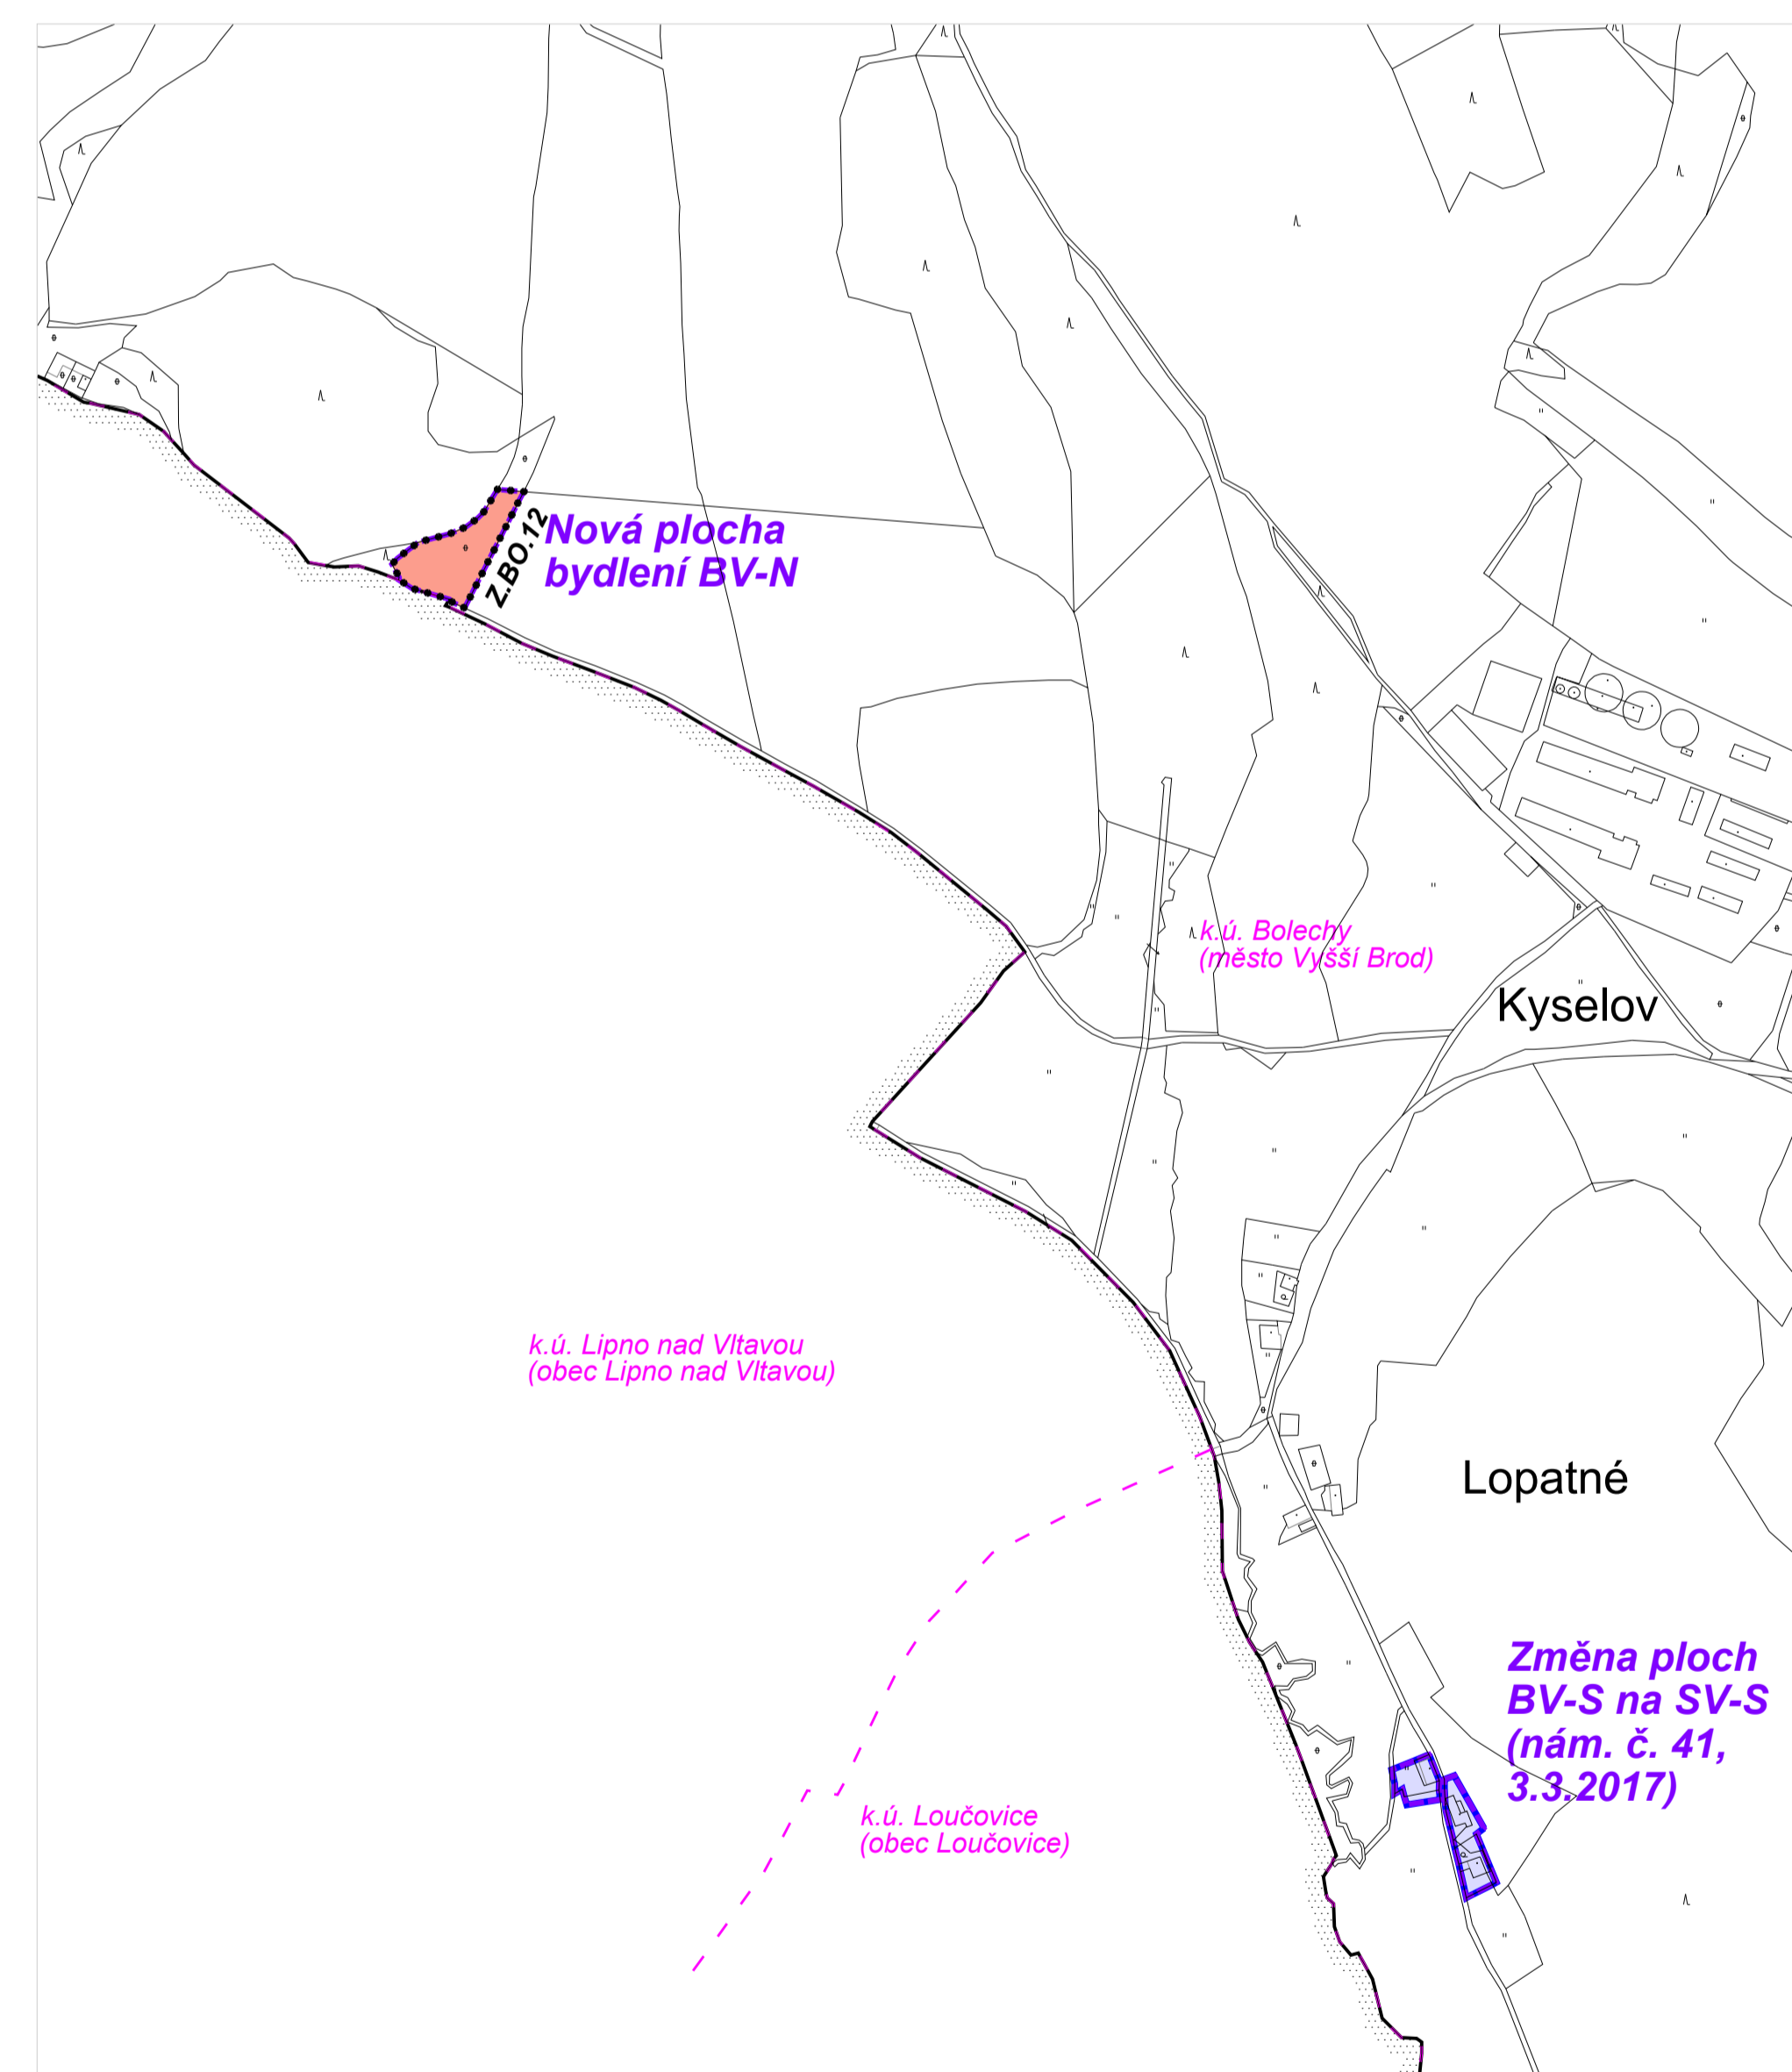 Nová plocha
bydlení BV-N
Z.BO.12
k.ú. Bolechy
(město Vyšší Brod)
Kyselov
k.ú. Lipno nad Vltavou
(obec Lipno nad Vltavou)
Lopatné
Změna ploch
BV-S na SV-S
(nám. č. 41,
3.3.2017)
k.ú. Loučovice
(obec Loučovice)